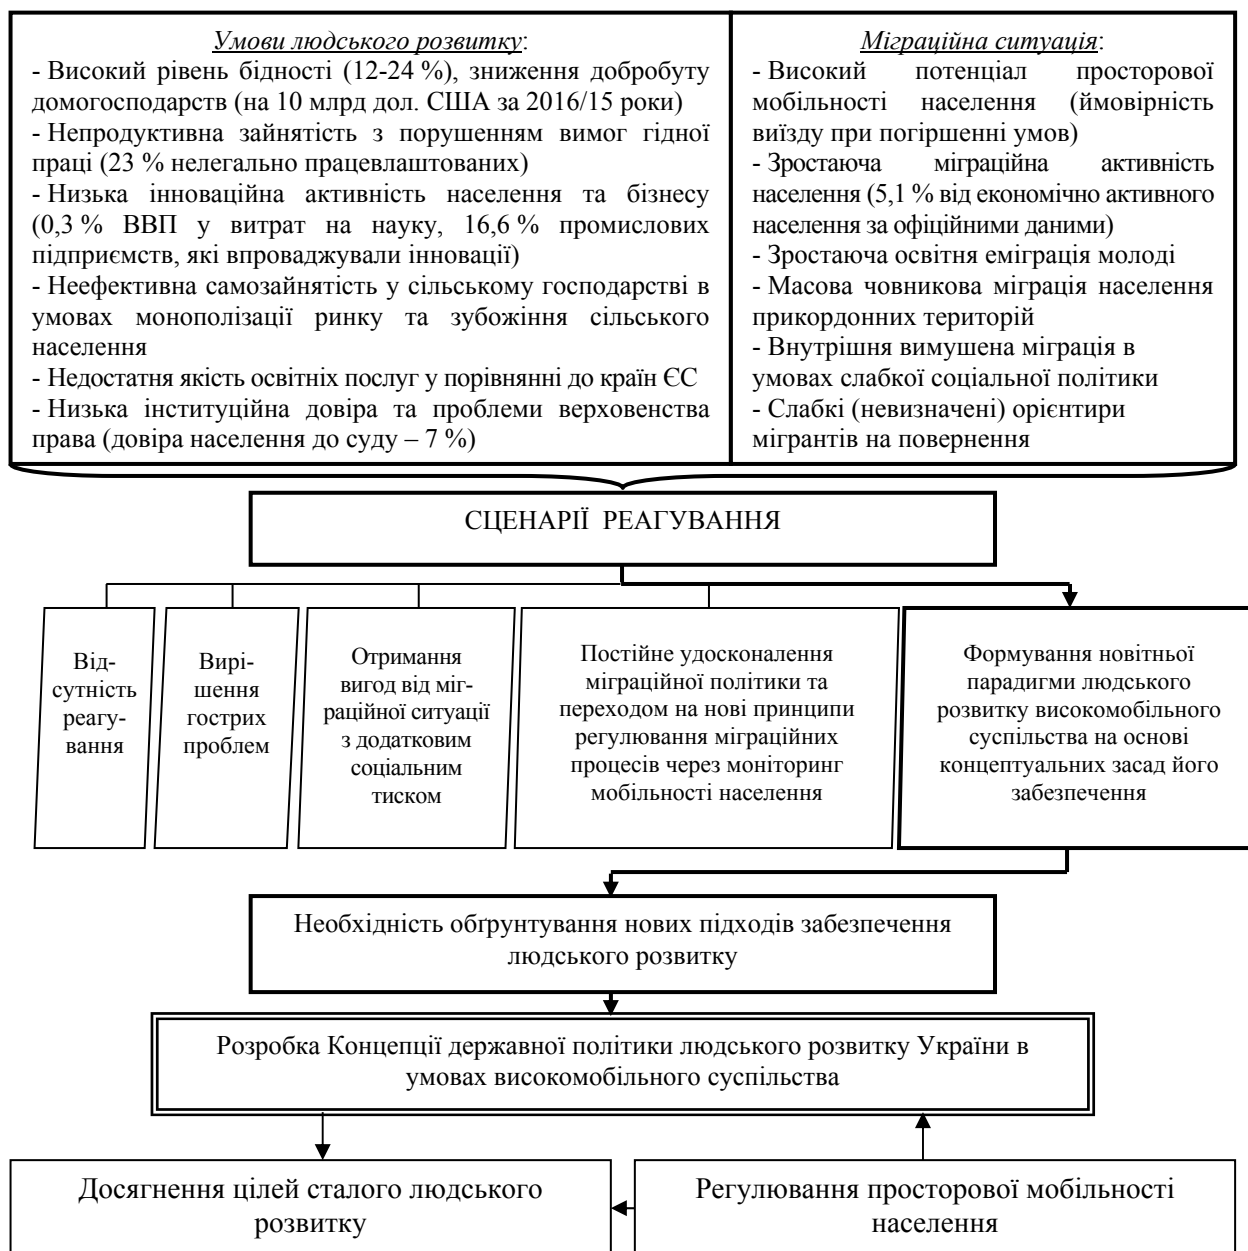 Умови людського розвитку:
- Високий рівень бідності (12-24 %), зниження добробуту
домогосподарств (на 10 млрд дол. США за 2016/15 роки)
- Непродуктивна зайнятість з порушенням вимог гідної
праці (23 % нелегально працевлаштованих)
- Низька інноваційна активність населення та бізнесу
(0,3 % ВВП у витрат на науку, 16,6 % промислових
підприємств, які впроваджували інновації)
- Неефективна самозайнятість у сільському господарстві в
умовах монополізації ринку та зубожіння сільського
населення
- Недостатня якість освітніх послуг у порівнянні до країн ЄС
- Низька інституційна довіра та проблеми верховенства
права (довіра населення до суду – 7 %)
Міграційна ситуація:
- Високий потенціал просторової
мобільності населення (ймовірність
виїзду при погіршенні умов)
- Зростаюча міграційна активність
населення (5,1 % від економічно активного
населення за офіційними даними)
- Зростаюча освітня еміграція молоді
- Масова човникова міграція населення
прикордонних територій
- Внутрішня вимушена міграція в
умовах слабкої соціальної політики
- Слабкі (невизначені) орієнтири
мігрантів на повернення
СЦЕНАРІЇ РЕАГУВАННЯ
Від-
сутність
реагу-
вання
Вирі-
шення
гострих
проблем
Отримання
вигод від міг-
раційної ситуації
з додатковим
соціальним
тиском
Постійне удосконалення
міграційної політики та
переходом на нові принципи
регулювання міграційних
процесів через моніторинг
мобільності населення
Формування новітньої
парадигми людського
розвитку високомобільного
суспільства на основі
концептуальних засад його
забезпечення
Необхідність обґрунтування нових підходів забезпечення
людського розвитку
Розробка Концепції державної політики людського розвитку України в
умовах високомобільного суспільства
Досягнення цілей сталого людського
розвитку
Регулювання просторової мобільності
населення